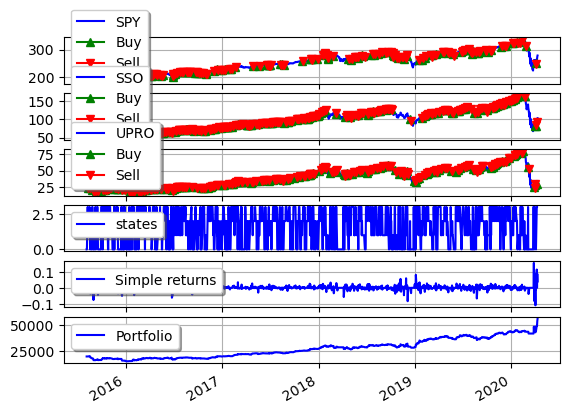 SPY
Buy
Sell
300
200
SSO
Buy
Sell
150
100
50
UPRO
Buy
Sell
75
50
25
states
2.5
0.0
Simple returns
0.1
0.0
−0.1
Portfolio
50000
25000
2016 2017 2018 2019 2020